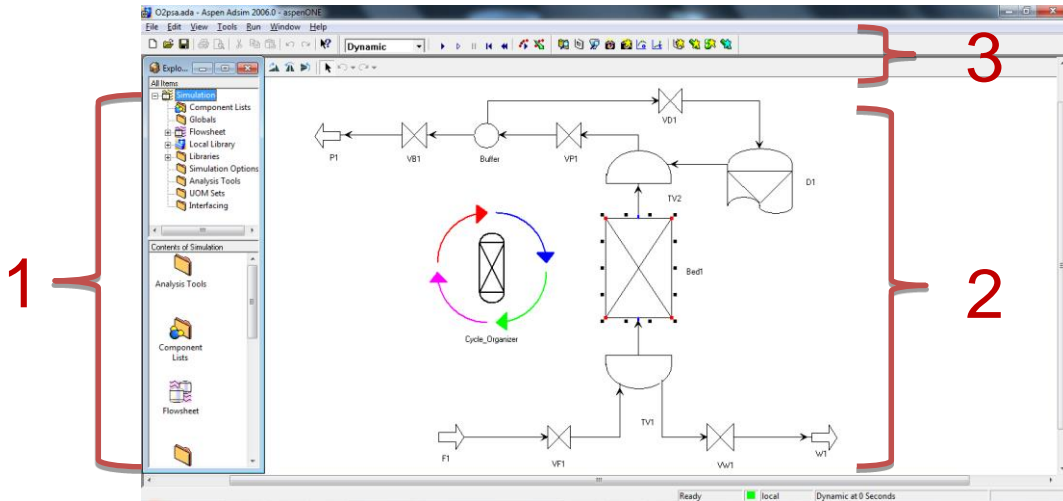 O2psa.ada - Aspen Adsim 2006.0 - aspenONE
File Edit View Tools Run Window Help
Dynamic
3
Explo...
All Items
Simulation
Component Lists
Globals
Flowsheet
Local Library
Libraries
Simulation Options
Analysis Tools
UOM Sets
Interfacing
Contents of Simulation
Analysis Tools
Component
Lists
Flowsheet
1
VD1
P1
VB1
Buffer
VP1
D1
TV2
Bed1
Cycle_Organizer
2
TV1
F1
VF1
VW1
W1
Ready
local
Dynamic at 0 Seconds